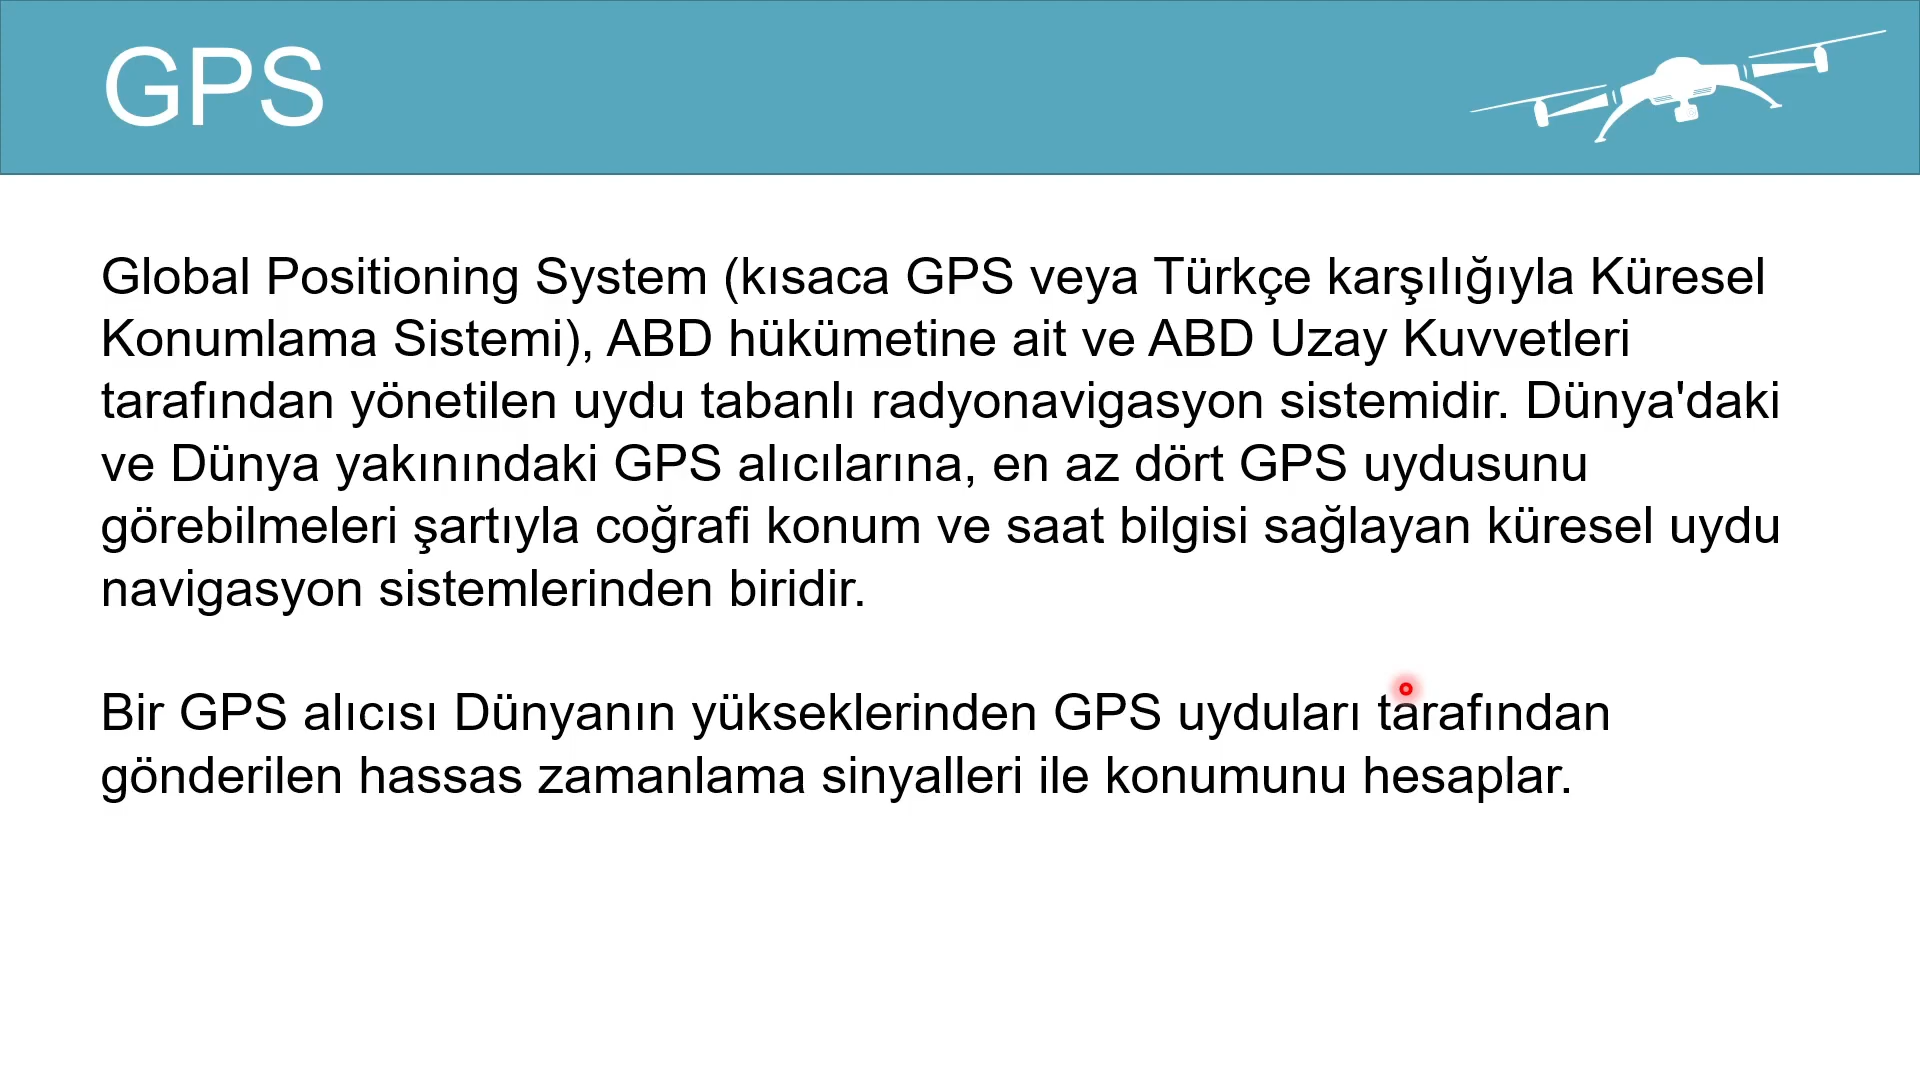 GPS
Global Positioning System (kısaca GPS veya Türkçe karşılığıyla Küresel
Konumlama Sistemi), ABD hükümetine ait ve ABD Uzay Kuvvetleri
tarafından yönetilen uydu tabanlı radyonavigasyon sistemidir. Dünya'daki
ve Dünya yakınındaki GPS alıcılarına, en az dört GPS uydusunu
görebilmeleri şartıyla coğrafi konum ve saat bilgisi sağlayan küresel uydu
navigasyon sistemlerinden biridir.
Bir GPS alıcısı Dünyanın yükseklerinden GPS uyduları tarafından
gönderilen hassas zamanlama sinyalleri ile konumunu hesaplar.